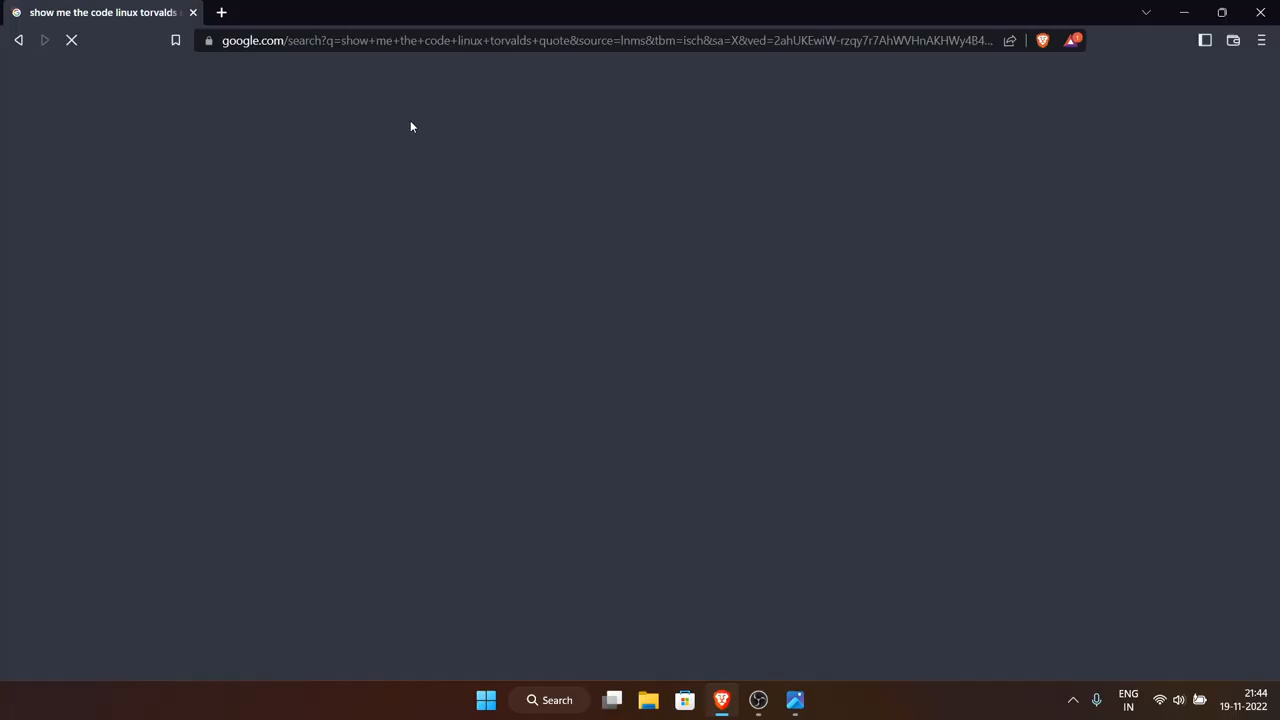 show me the code linux torvalds
google.com/search?q=show+me+the+code+linux+torvalds+quote&source=lnms&tbm=isch&sa=X&ved=2ahUKEwiW-rzqy7r7AhWVHnAKHWy4B4...
1
Search
ENG
IN
21:44
19-11-2022